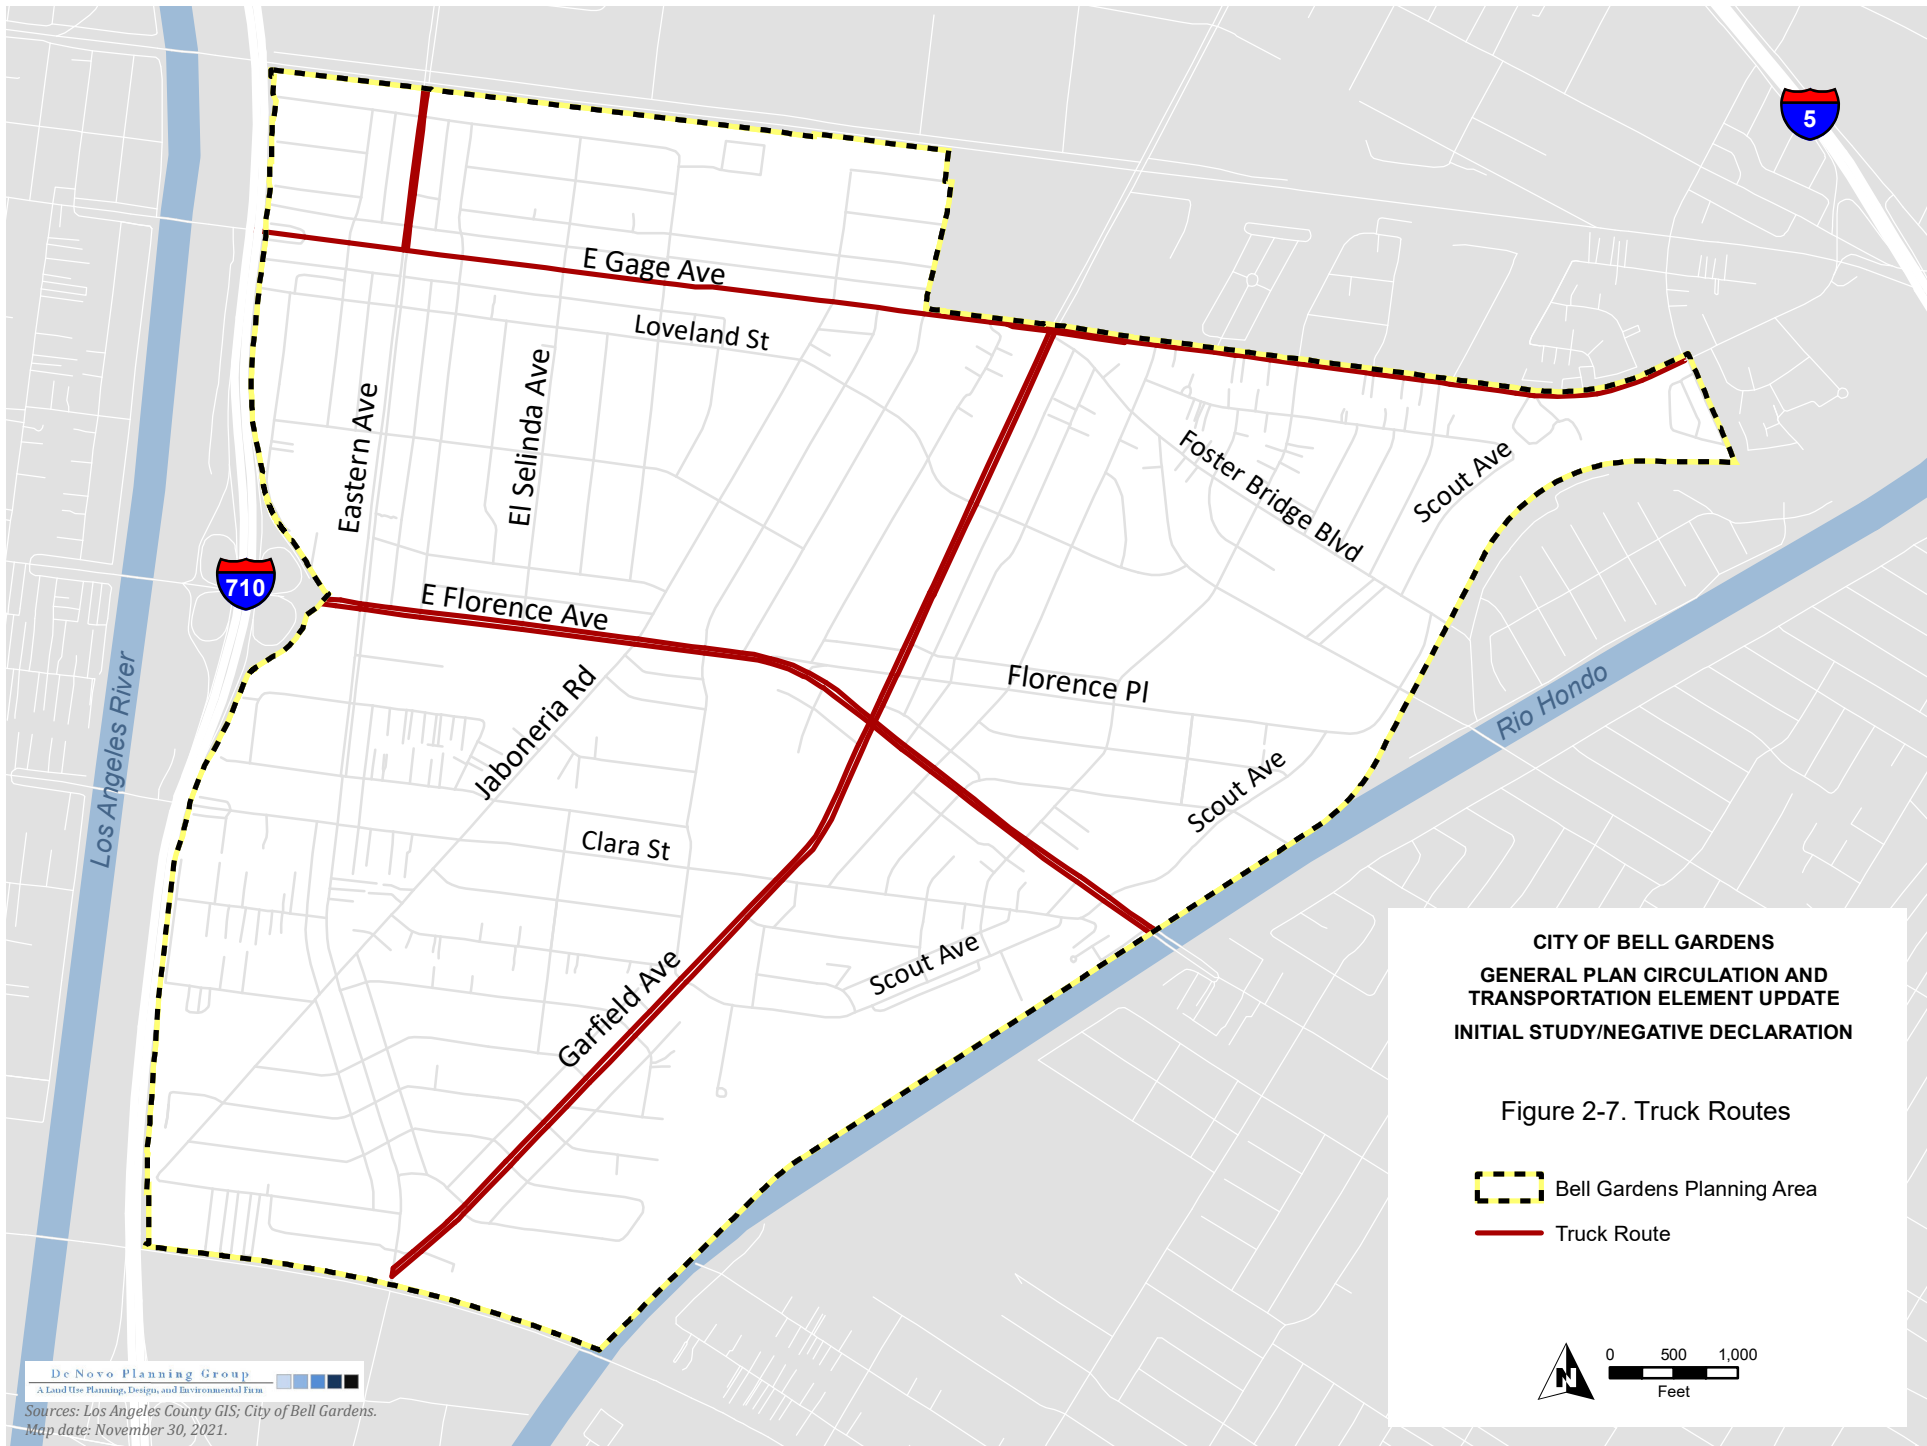 5
E Gage Ave
Loveland St
Eastern Ave
El Selinda Ave
Foster Bridge Blvd
Scout Ave
710
E Florence Ave
Los Angeles River
Jaboneria Rd
Florence Pl
Rio Hondo
Scout Ave
Clara St
Garfield Ave
Scout Ave
CITY OF BELL GARDENS
GENERAL PLAN CIRCULATION AND
TRANSPORTATION ELEMENT UPDATE
INITIAL STUDY/NEGATIVE DECLARATION
Figure 2-7. Truck Routes
Bell Gardens Planning Area
Truck Route
N
0 500 1,000
Feet
De Novo Planning Group
A Land Use Planning, Design, and Environmental Firm
Sources: Los Angeles County GIS; City of Bell Gardens.
Map date: November 30, 2021.